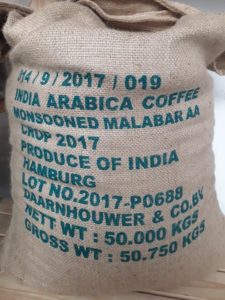 014/9/2017/019
INDIA ARABICA COFFEE
MONSOONED MALABAR AA
CROP 2017
PRODUCE OF INDIA
HAMBURG
LOT NO.2017-P0688
DAARNHOUWER & CO.BV.
NETT WT : 50.000 KGS
GROSS WT : 50.750 KGS